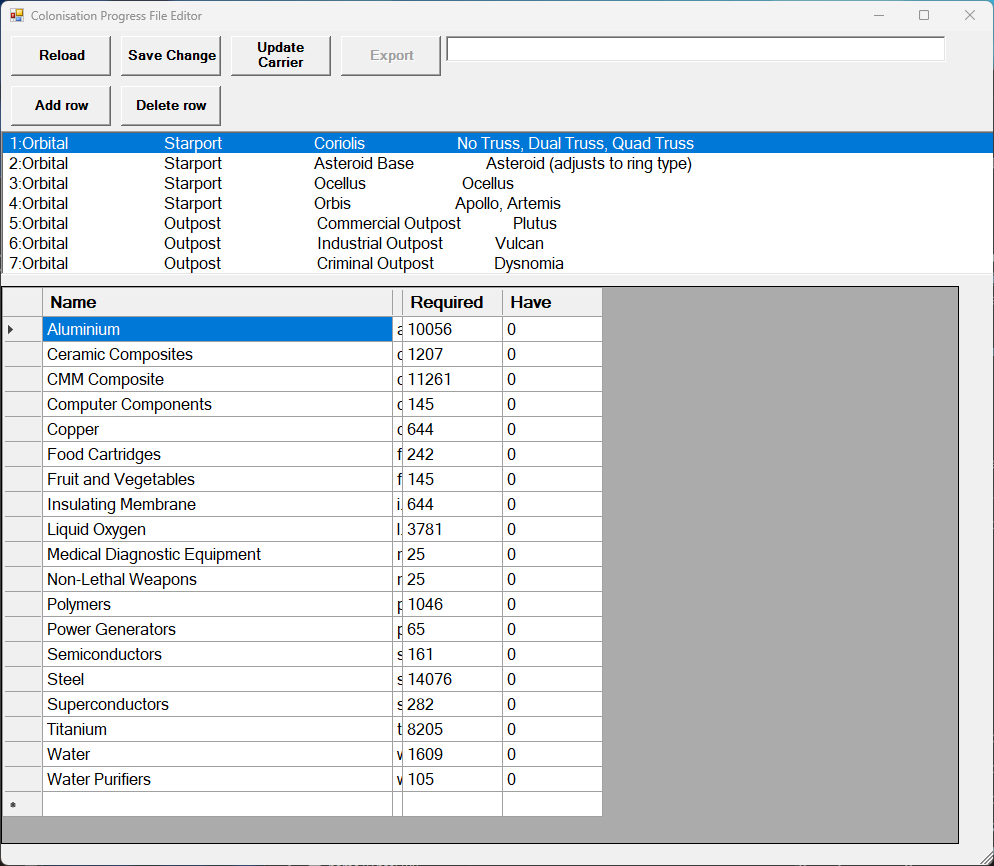 Colonisation Progress File Editor
Reload Save Change Update Carrier Export
Add row Delete row
1:Orbital Starport Coriolis No Truss, Dual Truss, Quad Truss
2:Orbital Starport Asteroid Base Asteroid (adjusts to ring type)
3:Orbital Starport Ocellus Ocellus
4:Orbital Starport Orbis Apollo, Artemis
5:Orbital Outpost Commercial Outpost Plutus
6:Orbital Outpost Industrial Outpost Vulcan
7:Orbital Outpost Criminal Outpost Dysnomia
Name Required Have
Aluminium a 10056 0
Ceramic Composites c 1207 0
CMM Composite c 11261 0
Computer Components c 145 0
Copper c 644 0
Food Cartridges f 242 0
Fruit and Vegetables f 145 0
Insulating Membrane i. 644 0
Liquid Oxygen l. 3781 0
Medical Diagnostic Equipment 25 0
Non-Lethal Weapons 25 0
Polymers p 1046 0
Power Generators p 65 0
Semiconductors s 161 0
Steel s 14076 0
Superconductors s 282 0
Titanium t 8205 0
Water 1609 0
Water Purifiers 105 0